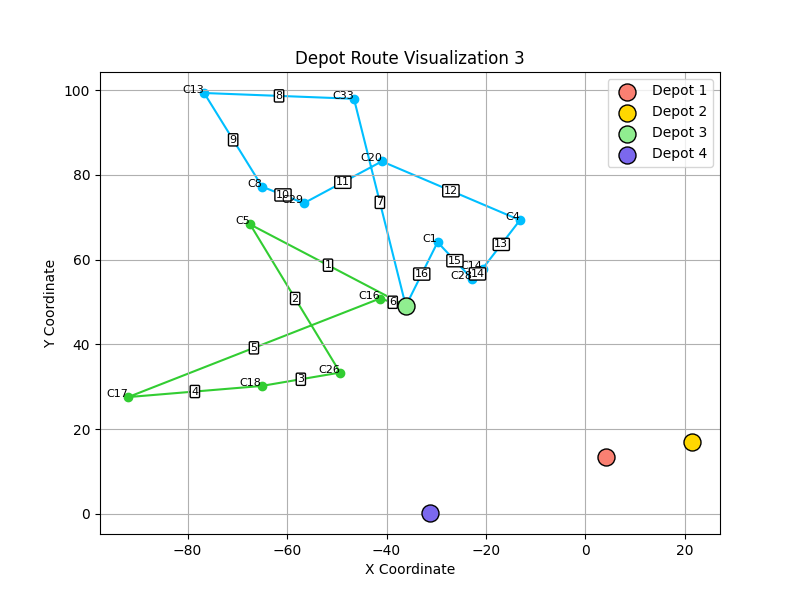 Depot Route Visualization 3
Depot 1
Depot 2
Depot 3
Depot 4
100
80
60
40
20
0
−80
−60
−40
−20
0
20
X Coordinate
Y Coordinate
C13
8
C33
9
C20
C8
10
C29
11
12
7
C5
C4
C1
13
1
15
C14
14
C28
16
2
C16
6
5
C26
3
C18
4
C17